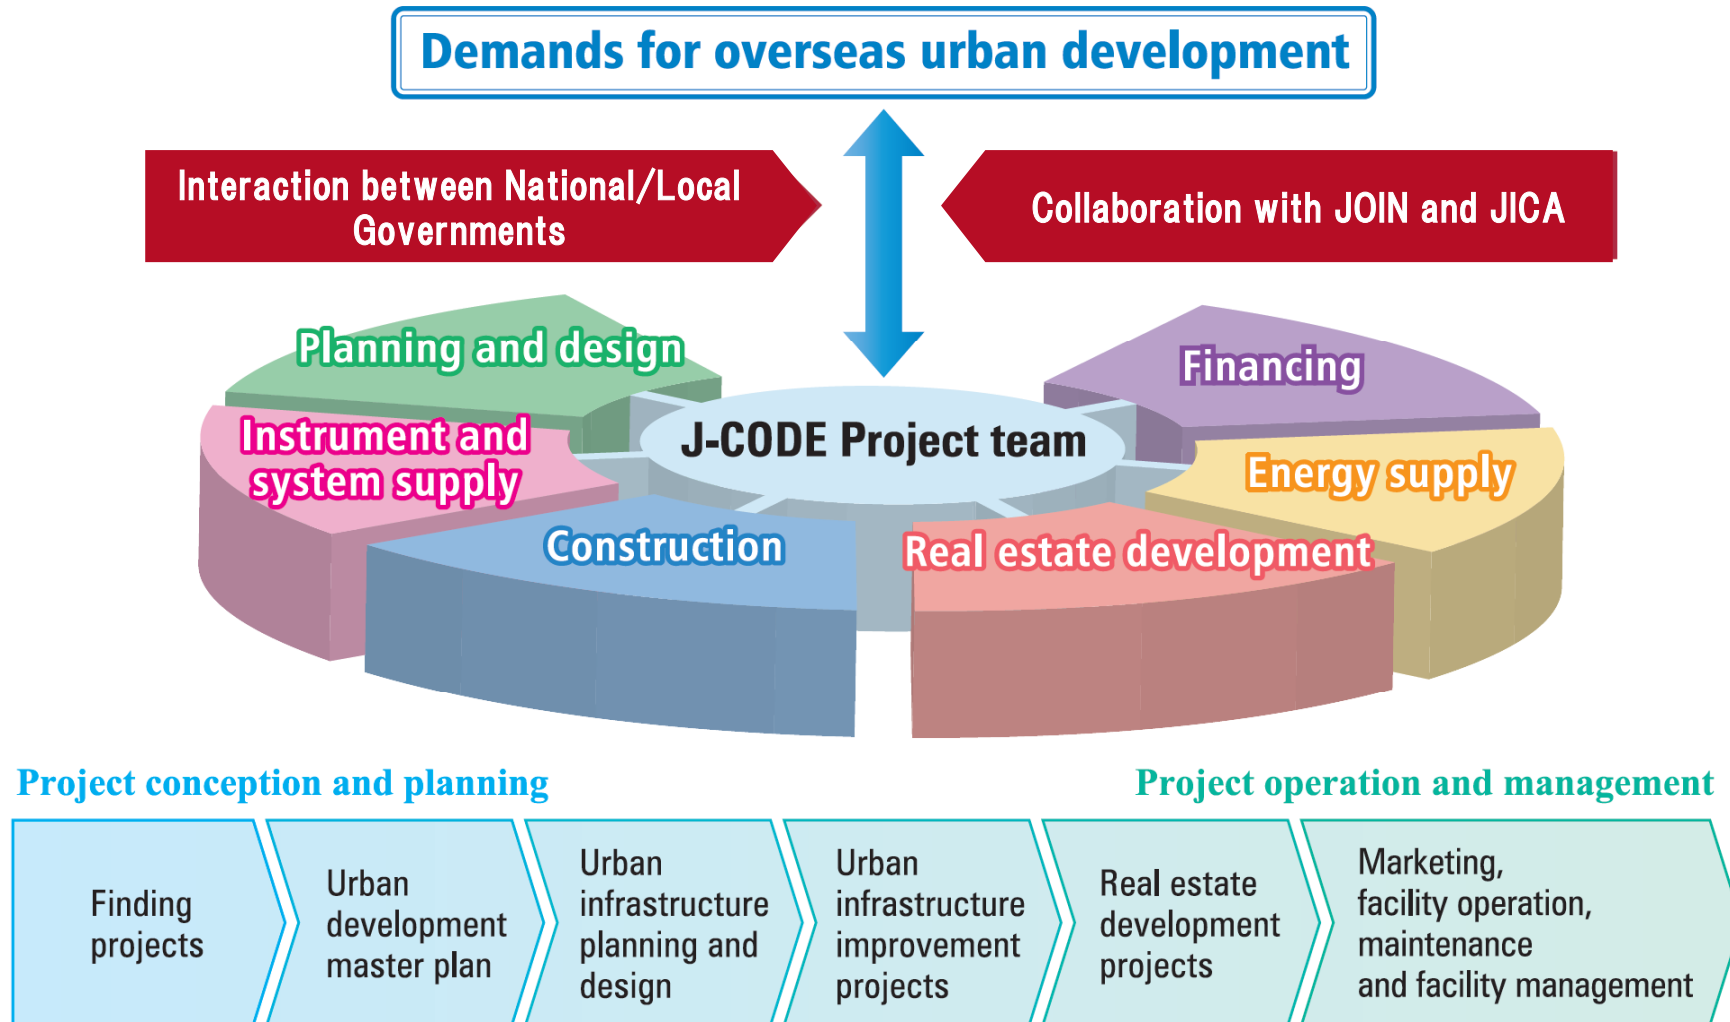 Demands for overseas urban development
Interaction between National/Local
Governments
Collaboration with JOIN and JICA
Planning and design
Financing
Instrument and
system supply
J-CODE Project team
Energy supply
Construction
Real estate development
Project conception and planning
Project operation and management
Finding
projects
Urban
development
master plan
Urban
infrastructure
planning and
design
Urban
infrastructure
improvement
projects
Real estate
development
projects
Marketing,
facility operation,
maintenance
and facility management